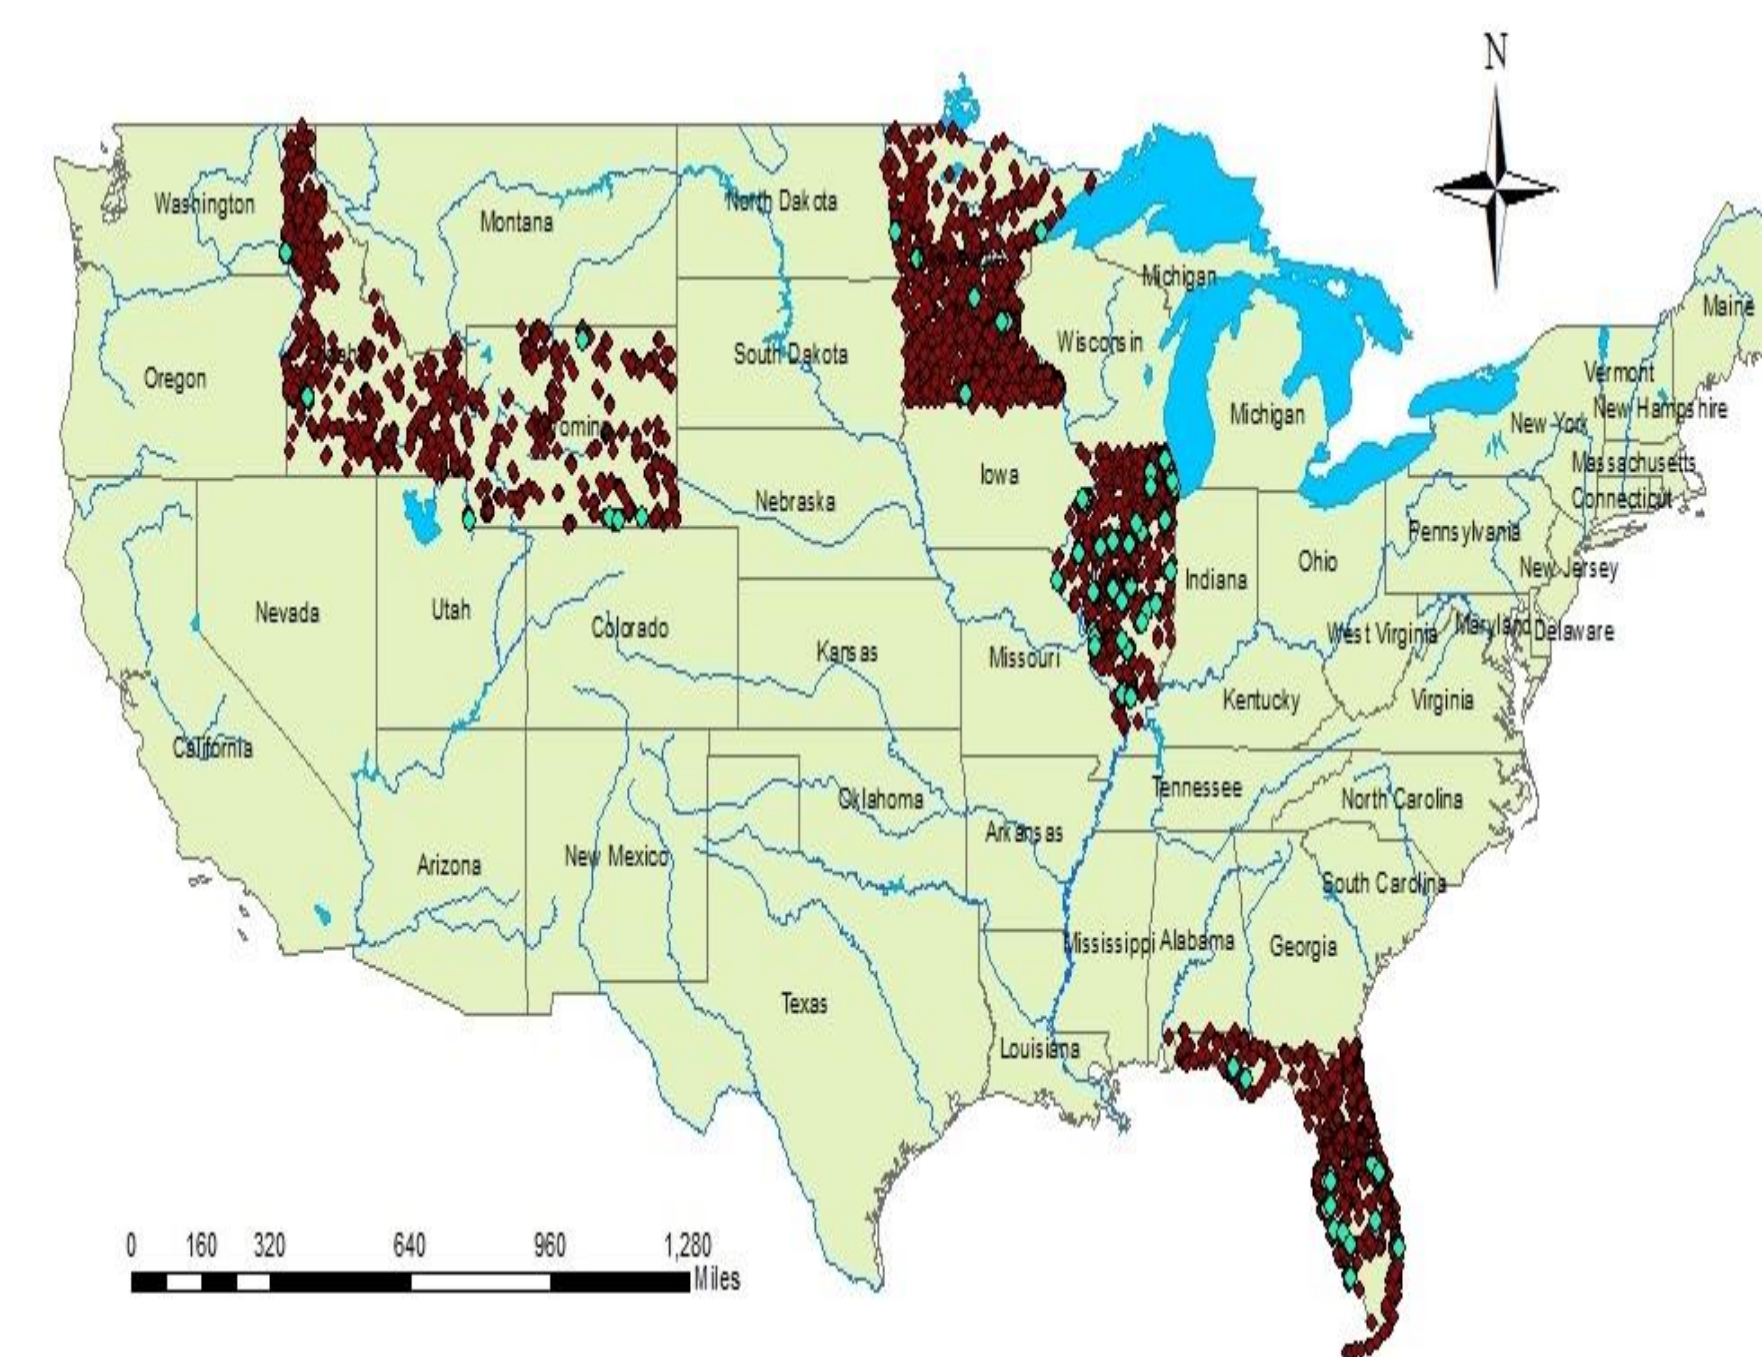 N
Washington
Montana
North Dakota
Michigan
Maine
Oregon
South Dakota
Wisconsin
Vermont
Michigan
New York
New Hampshire
Iowa
Massachusetts
Nebraska
Connecticut
Pennsylvania
Nevada
Utah
Colorado
Indiana
Ohio
New Jersey
Kansas
Missouri
West Virginia
Maryland
Delaware
Kentucky
Virginia
California
Oklahoma
Tennessee
North Carolina
Arizona
New Mexico
Arkansas
South Carolina
Mississippi
Alabama
Georgia
Texas
Louisiana
0 160 320 640 960 1,280
Miles